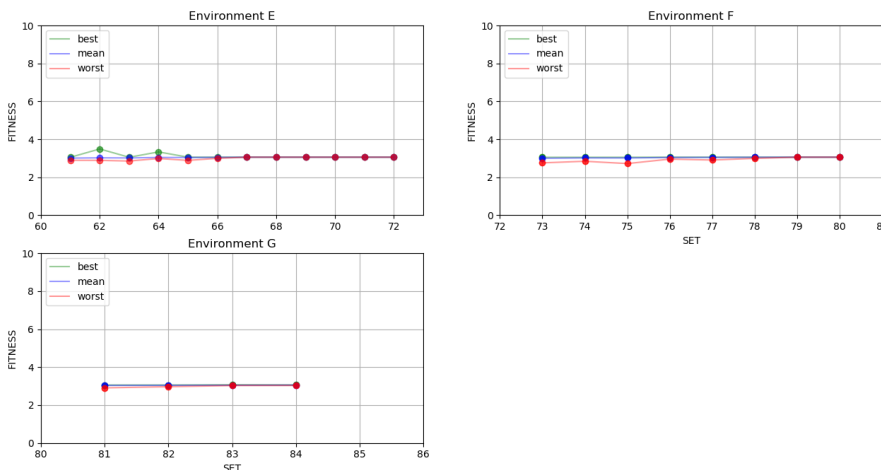 Environment E
10
8
6
4
2
0
FITNESS
best
mean
worst
60 62 64 66 68 70 72
Environment F
10
8
6
4
2
0
FITNESS
best
mean
worst
72 73 74 75 76 77 78 79 80
SET
Environment G
10
8
6
4
2
0
FITNESS
best
mean
worst
80 81 82 83 84 85 86
SET